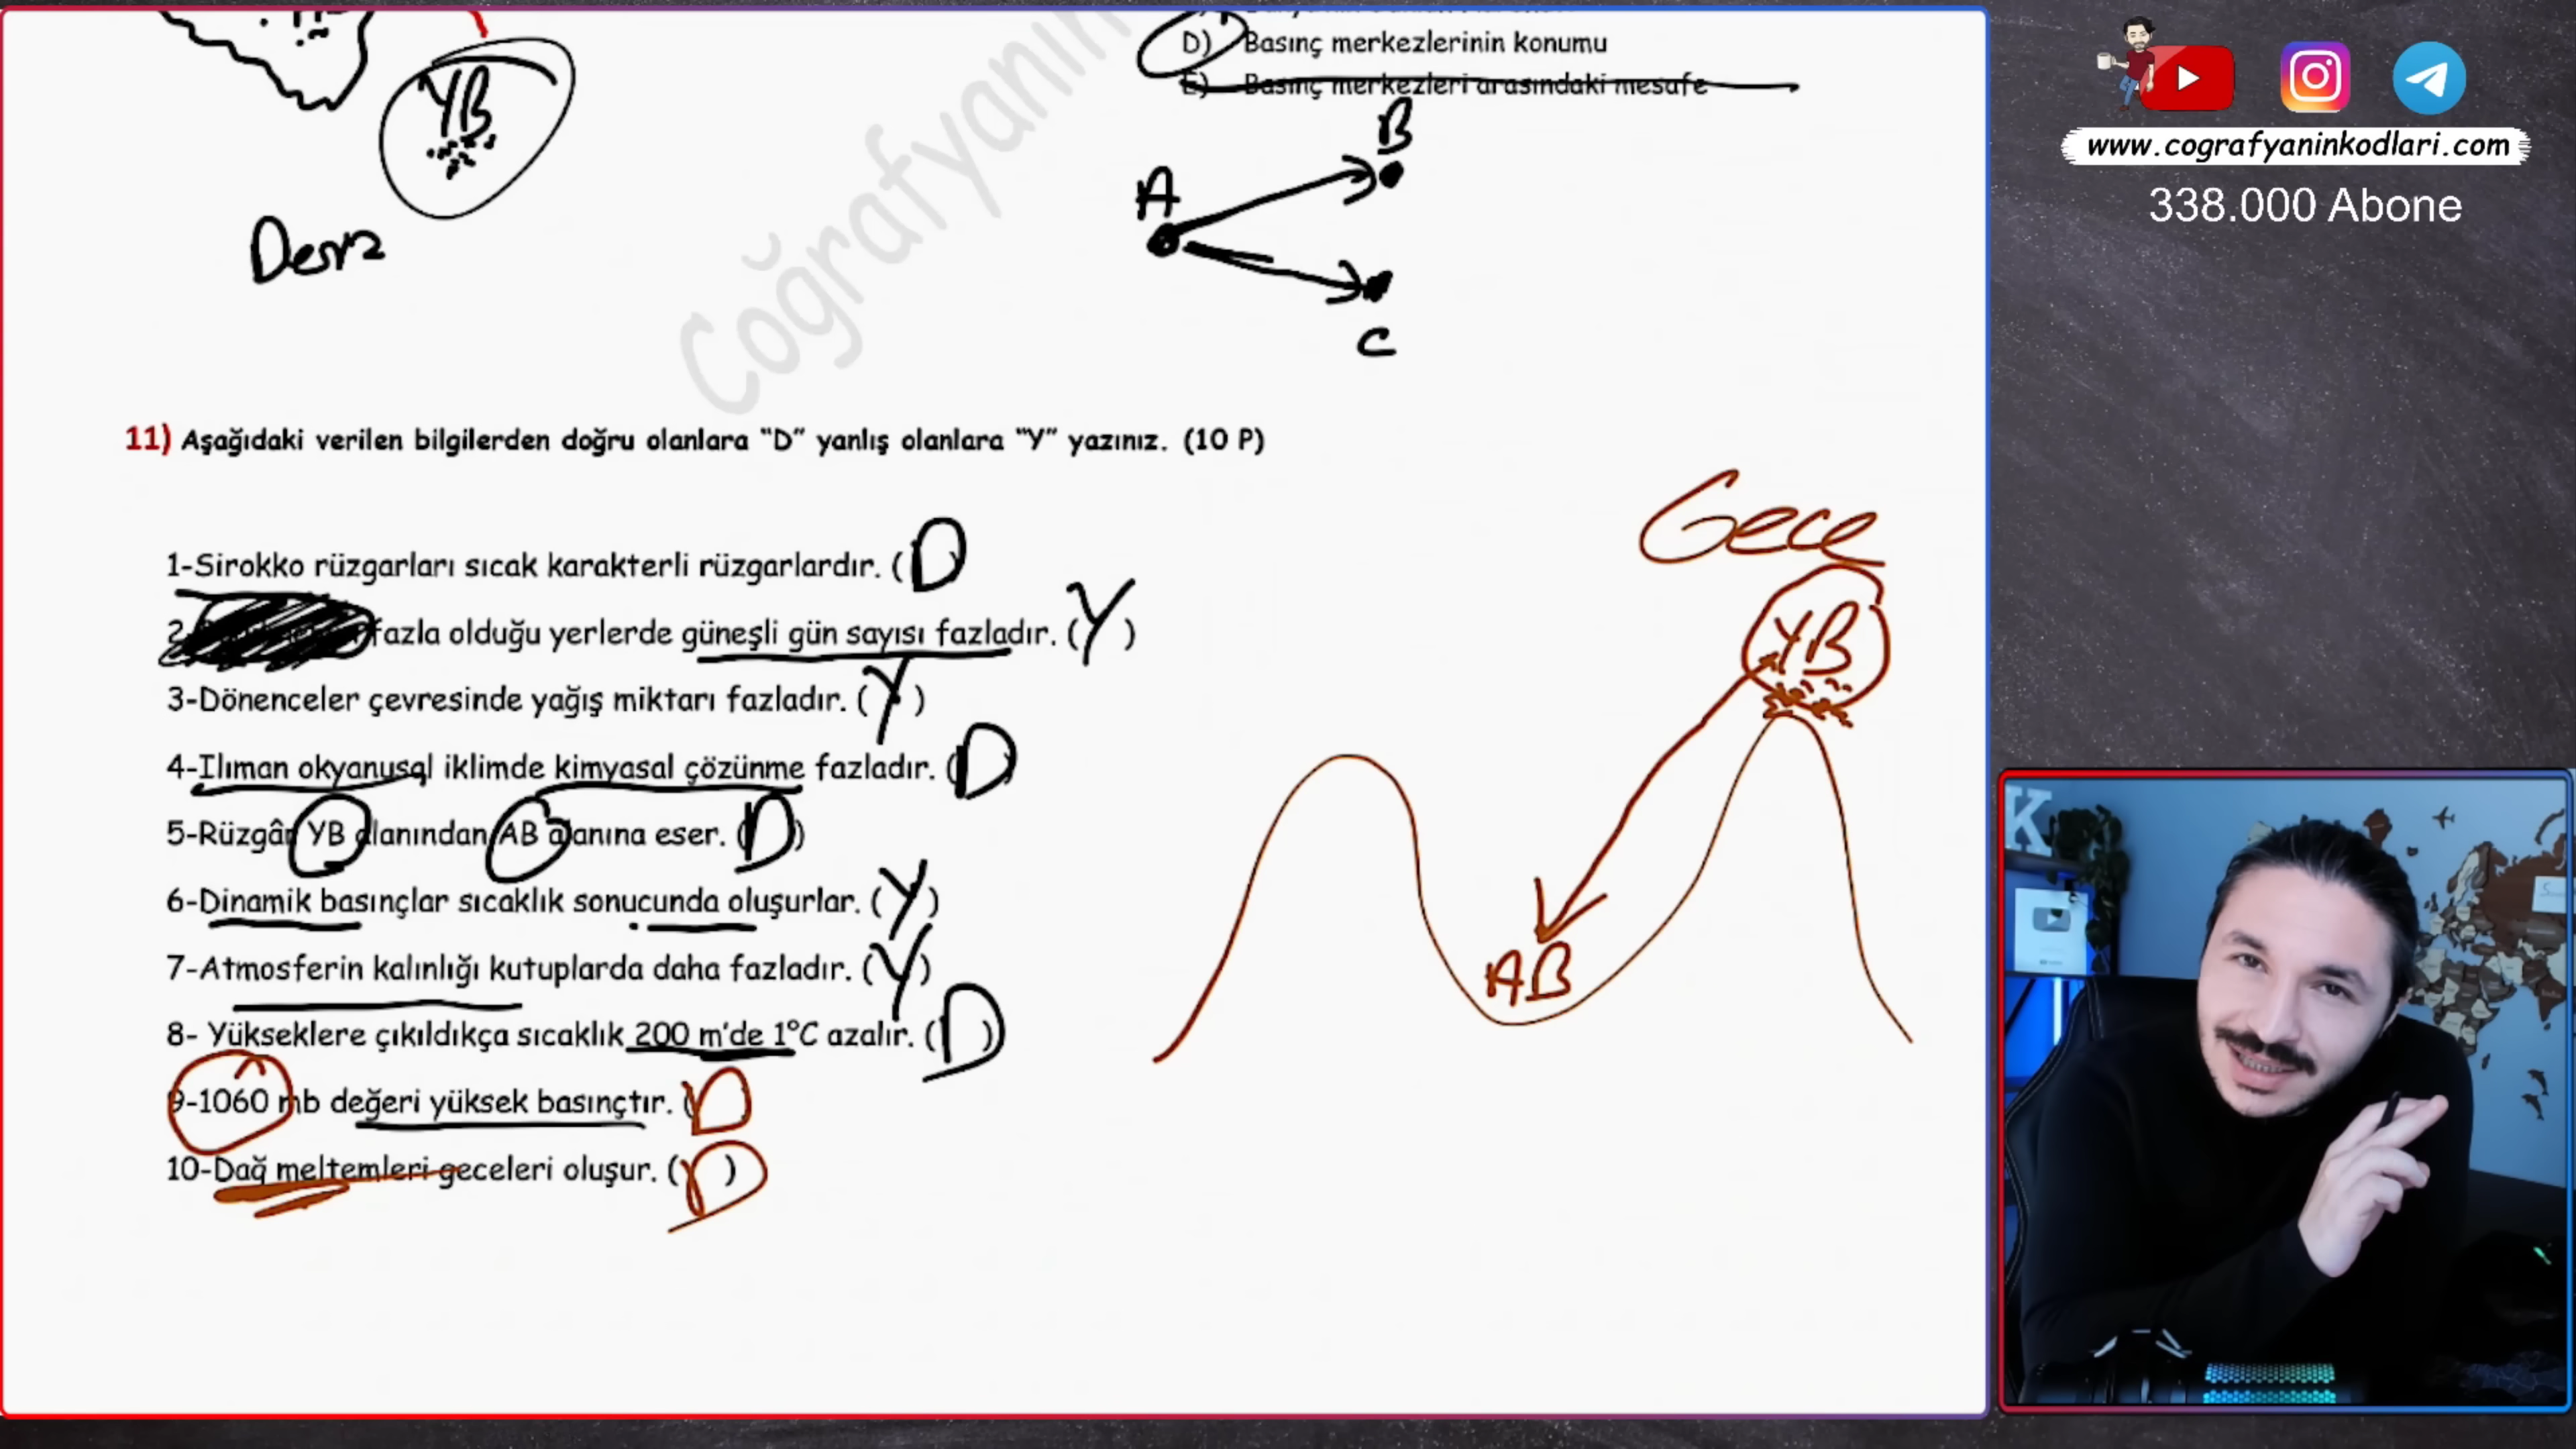 D) Basınç merkezlerinin konumu
E) Basınç merkezleri arasındaki mesafe
YB
Deniz
A
B
C
Coğrafyanın
11) Aşağıdaki verilen bilgilerden doğru olanlara “D” yanlış olanlara “Y” yazınız. (10 P)
1-Sirokko rüzgarları sıcak karakterli rüzgarlardır. (D)
2- fazla olduğu yerlerde güneşli gün sayısı fazladır. (Y)
3-Dönenceler çevresinde yağış miktarı fazladır. (Y)
4-Ilıman okyanusal iklimde kimyasal çözünme fazladır. (D)
5-Rüzgâr YB alanından AB alanına eser. (D)
6-Dinamik basınçlar sıcaklık sonucunda oluşurlar. (Y)
7-Atmosferin kalınlığı kutuplarda daha fazladır. (Y)
8- Yükseklere çıkıldıkça sıcaklık 200 m’de 1°C azalır. (D)
9-1060 mb değeri yüksek basınçtır. (D)
10-Dağ meltemleri geceleri oluşur. (D)
Gece
YB
AB
www.cografyaninkodlari.com
338.000 Abone
K